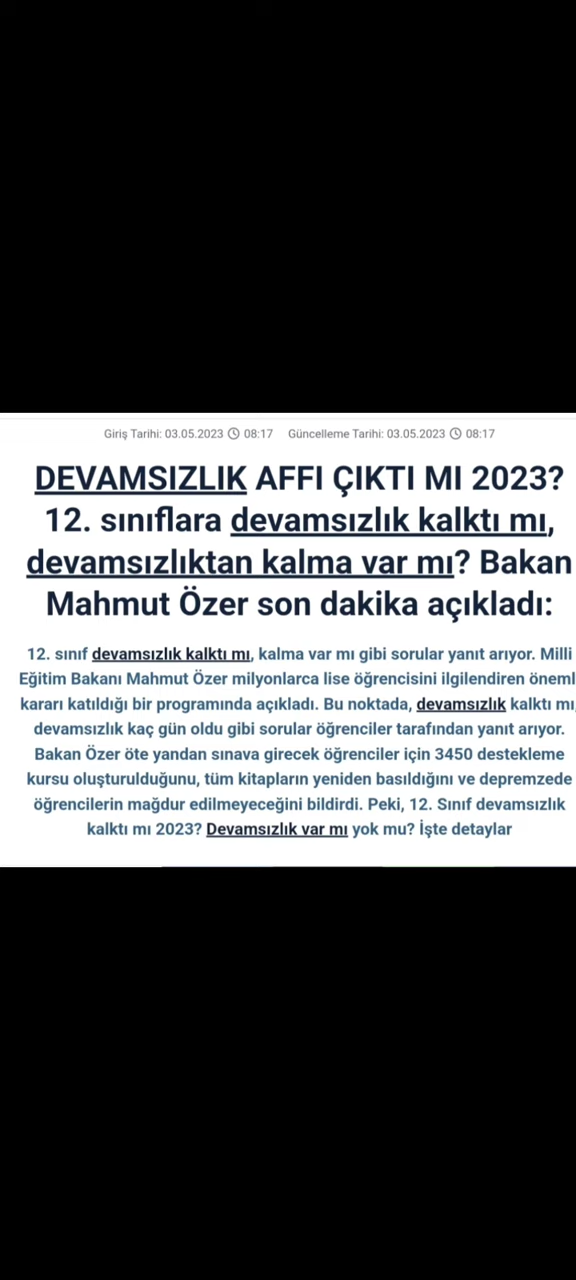 Giriş Tarihi: 03.05.2023 08:17 Güncelleme Tarihi: 03.05.2023 08:17
DEVAMSIZLIK AFFI ÇIKTI MI 2023?
12. sınıflara devamsızlık kalktı mı,
devamsızlıktan kalma var mı? Bakan
Mahmut Özer son dakika açıkladı:
12. sınıf devamsızlık kalktı mı, kalma var mı gibi sorular yanıt arıyor. Milli
Eğitim Bakanı Mahmut Özer milyonlarca lise öğrencisini ilgilendiren öneml
kararı katıldığı bir programında açıkladı. Bu noktada, devamsızlık kalktı mı,
devamsızlık kaç gün oldu gibi sorular öğrenciler tarafından yanıt arıyor.
Bakan Özer öte yandan sınava girecek öğrenciler için 3450 destekleme
kursu oluşturulduğunu, tüm kitapların yeniden basıldığını ve depremzede
öğrencilerin mağdur edilmeyeceğini bildirdi. Peki, 12. Sınıf devamsızlık
kalktı mı 2023? Devamsızlık var mı yok mu? İşte detaylar